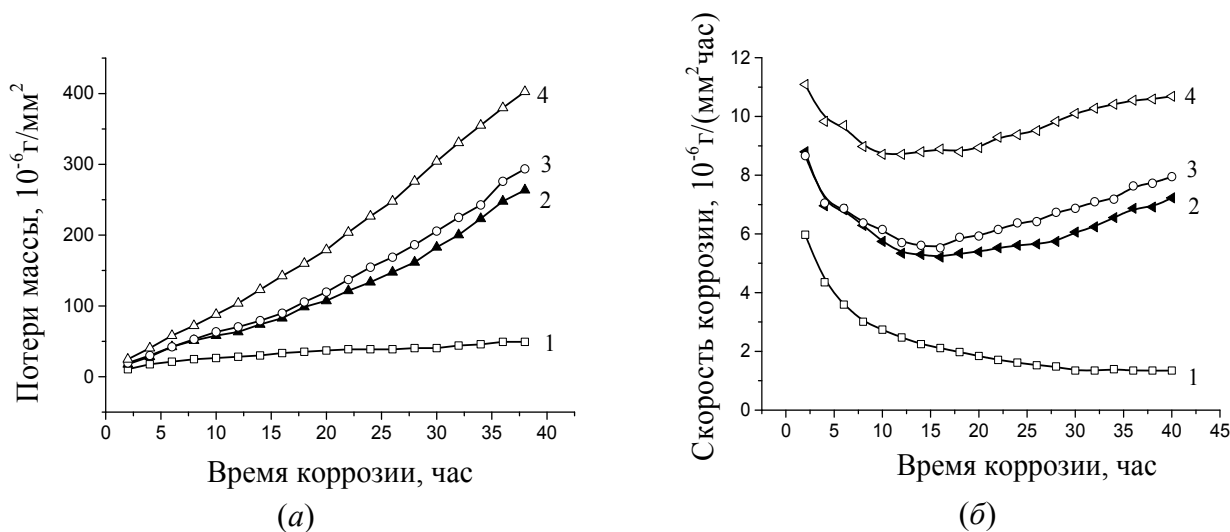 Потери массы, 10⁻⁶г/мм²
400
300
200
100
0
0 5 10 15 20 25 30 35 40 45
4
3
2
1
Время коррозии, час
(а)
Скорость коррозии, 10⁻⁶г/(мм²час)
12
10
8
6
4
2
0
0 5 10 15 20 25 30 35 40 45
4
3
2
1
Время коррозии, час
(б)